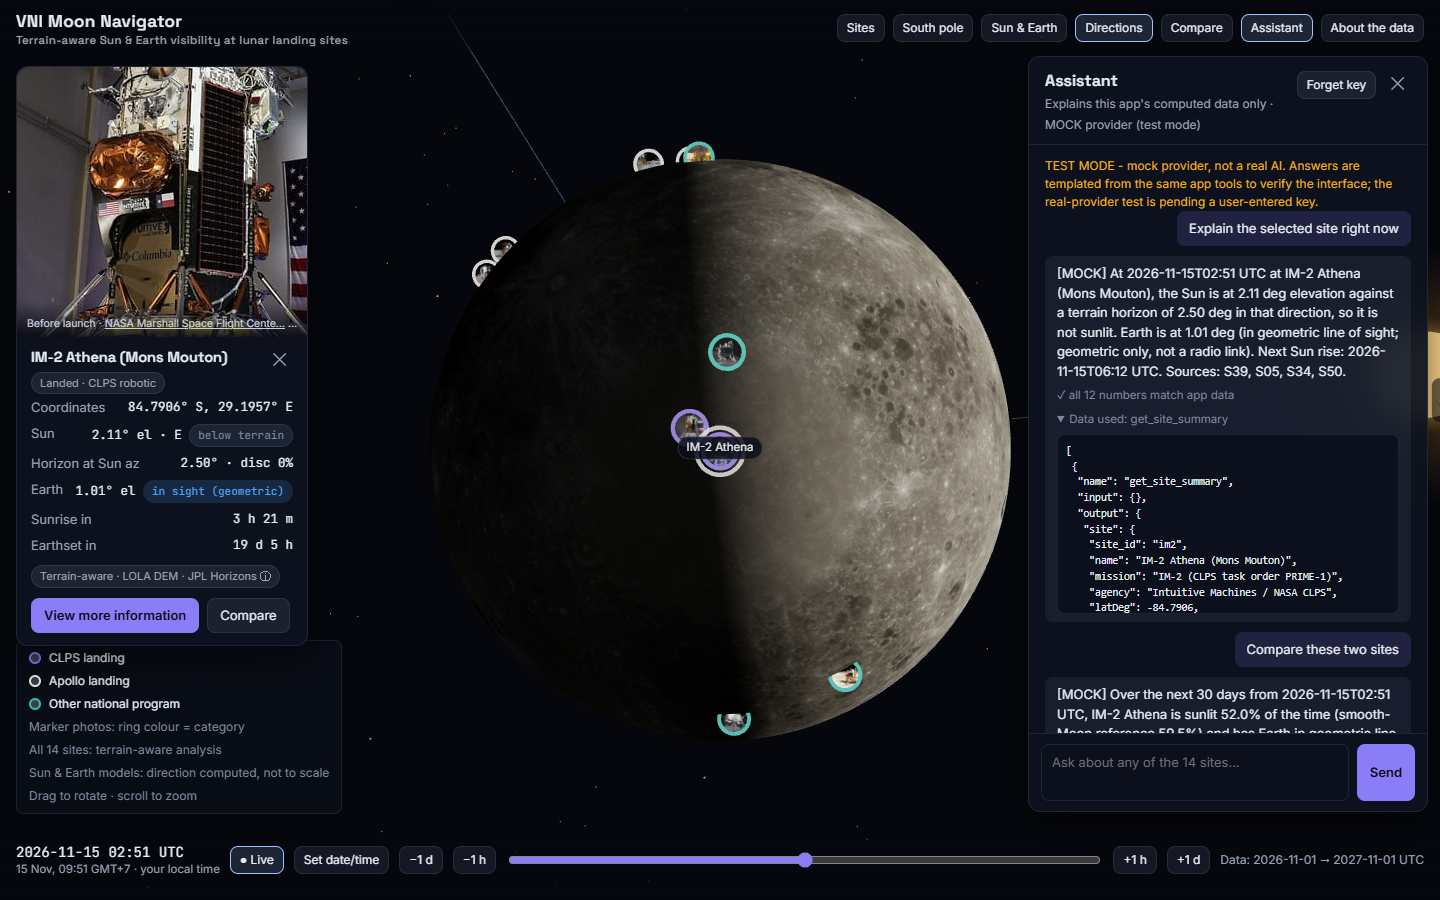 VNI Moon Navigator
Terrain-aware Sun & Earth visibility at lunar landing sites
Sites
South pole
Sun & Earth
Directions
Compare
Assistant
About the data
Before launch · NASA Marshall Space Flight Cente... ...
IM-2 Athena (Mons Mouton)
Landed · CLPS robotic
Coordinates 84.7906° S, 29.1957° E
Sun 2.11° el · E below terrain
Horizon at Sun az 2.50° · disc 0%
Earth 1.01° el in sight (geometric)
Sunrise in 3 h 21 m
Earthset in 19 d 5 h
Terrain-aware · LOLA DEM · JPL Horizons ⓘ
View more information
Compare
CLPS landing
Apollo landing
Other national program
Marker photos: ring colour = category
All 14 sites: terrain-aware analysis
Sun & Earth models: direction computed, not to scale
Drag to rotate · scroll to zoom
IM-2 Athena
Assistant
Forget key
Explains this app's computed data only ·
MOCK provider (test mode)
TEST MODE - mock provider, not a real AI. Answers are
templated from the same app tools to verify the interface; the
real-provider test is pending a user-entered key.
Explain the selected site right now
[MOCK] At 2026-11-15T02:51 UTC at IM-2 Athena
(Mons Mouton), the Sun is at 2.11 deg elevation against
a terrain horizon of 2.50 deg in that direction, so it is
not sunlit. Earth is at 1.01 deg (in geometric line of sight;
geometric only, not a radio link). Next Sun rise: 2026-
11-15T06:12 UTC. Sources: S39, S05, S34, S50.
✓ all 12 numbers match app data
▼ Data used: get_site_summary
[
{
"name": "get_site_summary",
"input": {},
"output": {
"site": {
"site_id": "im2",
"name": "IM-2 Athena (Mons Mouton)",
"mission": "IM-2 (CLPS task order PRIME-1)",
"agency": "Intuitive Machines / NASA CLPS",
"latDeg": -84.7906,
Compare these two sites
[MOCK] Over the next 30 days from 2026-11-15T02:51
UTC, IM-2 Athena is sunlit 52.0% of the time (smooth-
Moon reference 59.5%) and has Earth in geometric line
Ask about any of the 14 sites...
Send
2026-11-15 02:51 UTC
15 Nov, 09:51 GMT+7 · your local time
● Live
Set date/time
−1 d
−1 h
+1 h
+1 d
Data: 2026-11-01 → 2027-11-01 UTC